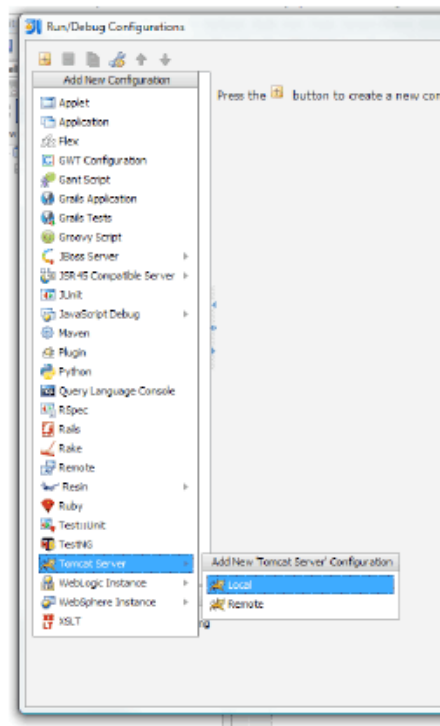 Run/Debug Configurations
Add New Configuration
Press the button to create a new con
Applet
Application
Flex
GWT Configuration
Gant Script
Grails Application
Grails Tests
Groovy Script
JBoss Server
JSR45 Compatible Server
JUnit
JavaScript Debug
Maven
Plugin
Python
Query Language Console
RSpec
Rails
Rake
Remote
Resin
Ruby
Test::Unit
TestNG
Tomcat Server
Add New 'Tomcat Server' Configuration
WebLogic Instance
Local
WebSphere Instance
Remote
XSLT
ng